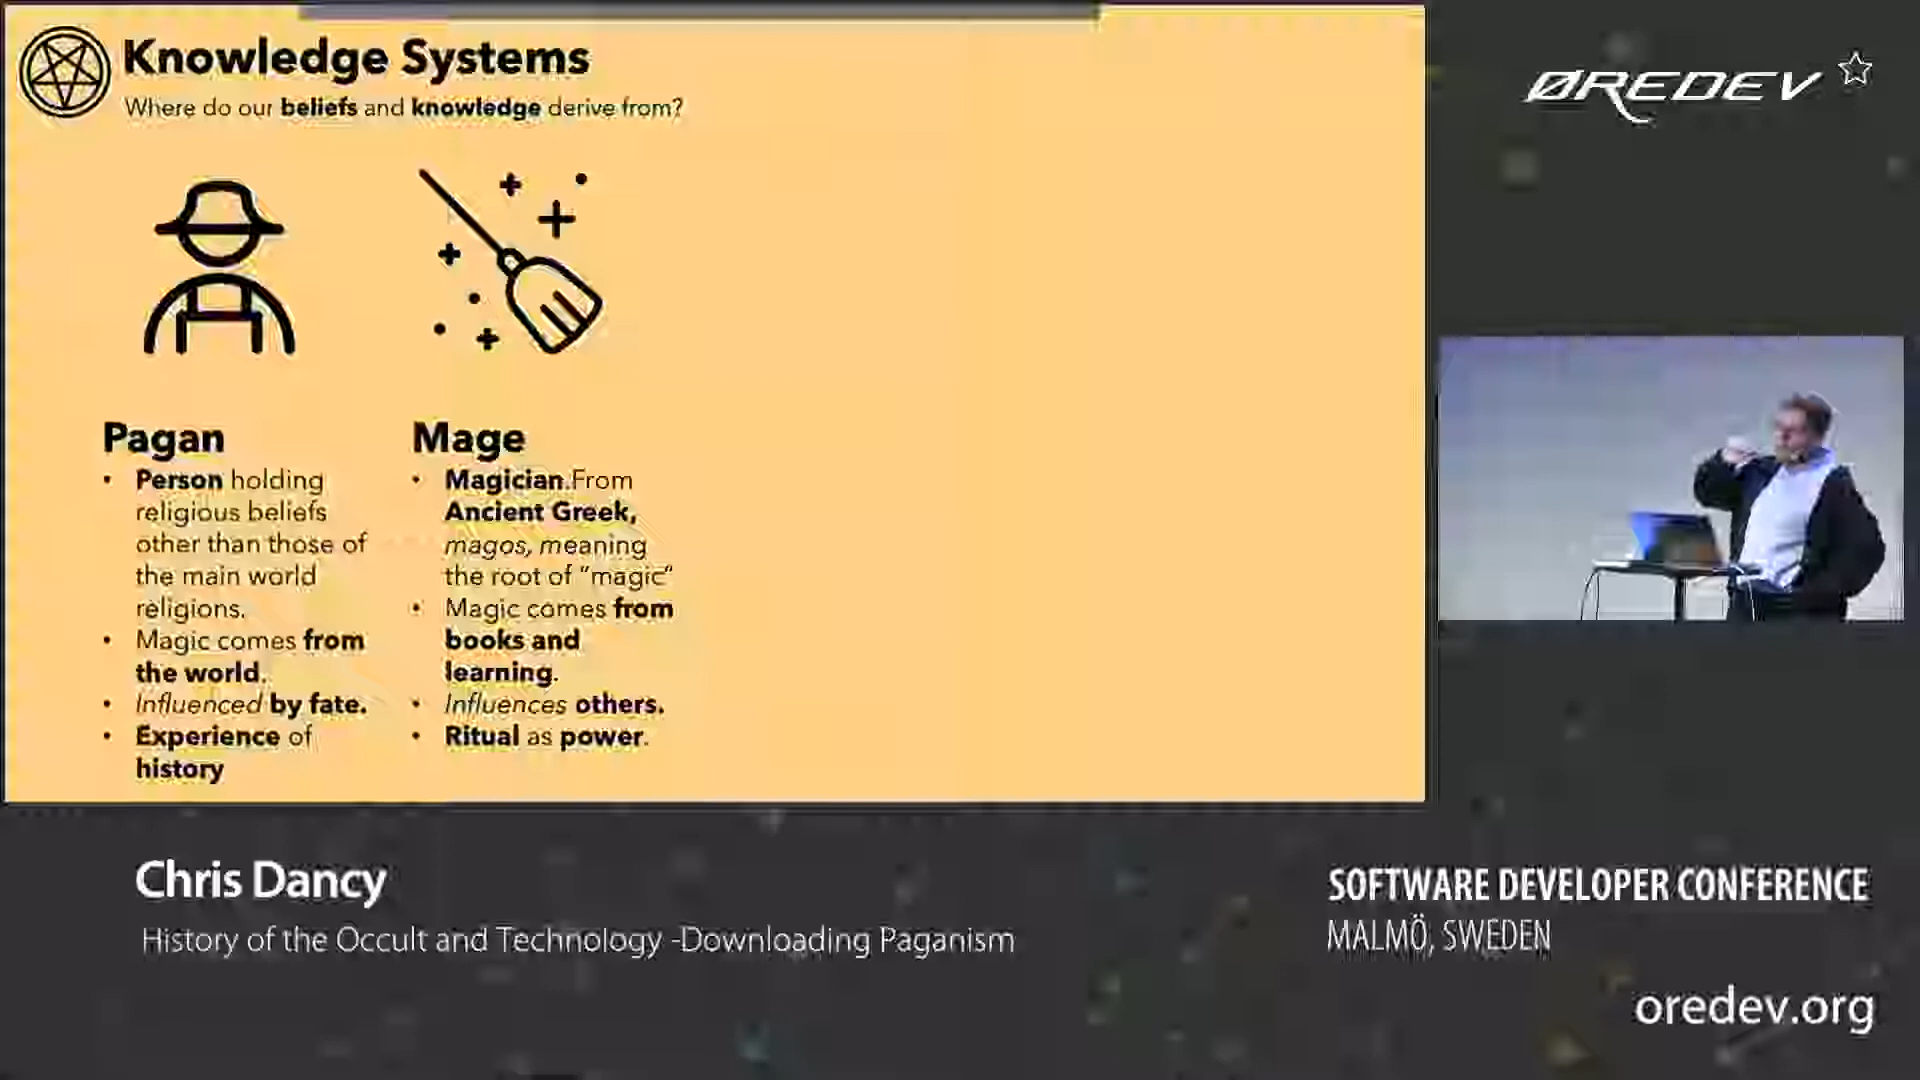 Knowledge Systems
Where do our beliefs and knowledge derive from?
Pagan
• Person holding
religious beliefs
other than those of
the main world
religions.
• Magic comes from
the world.
• Influenced by fate.
• Experience of
history
Mage
• Magician.From
Ancient Greek,
magos, meaning
the root of “magic”
• Magic comes from
books and
learning.
• Influences others.
• Ritual as power.
ØREDEV
Chris Dancy
History of the Occult and Technology -Downloading Paganism
SOFTWARE DEVELOPER CONFERENCE
MALMÖ, SWEDEN
oredev.org